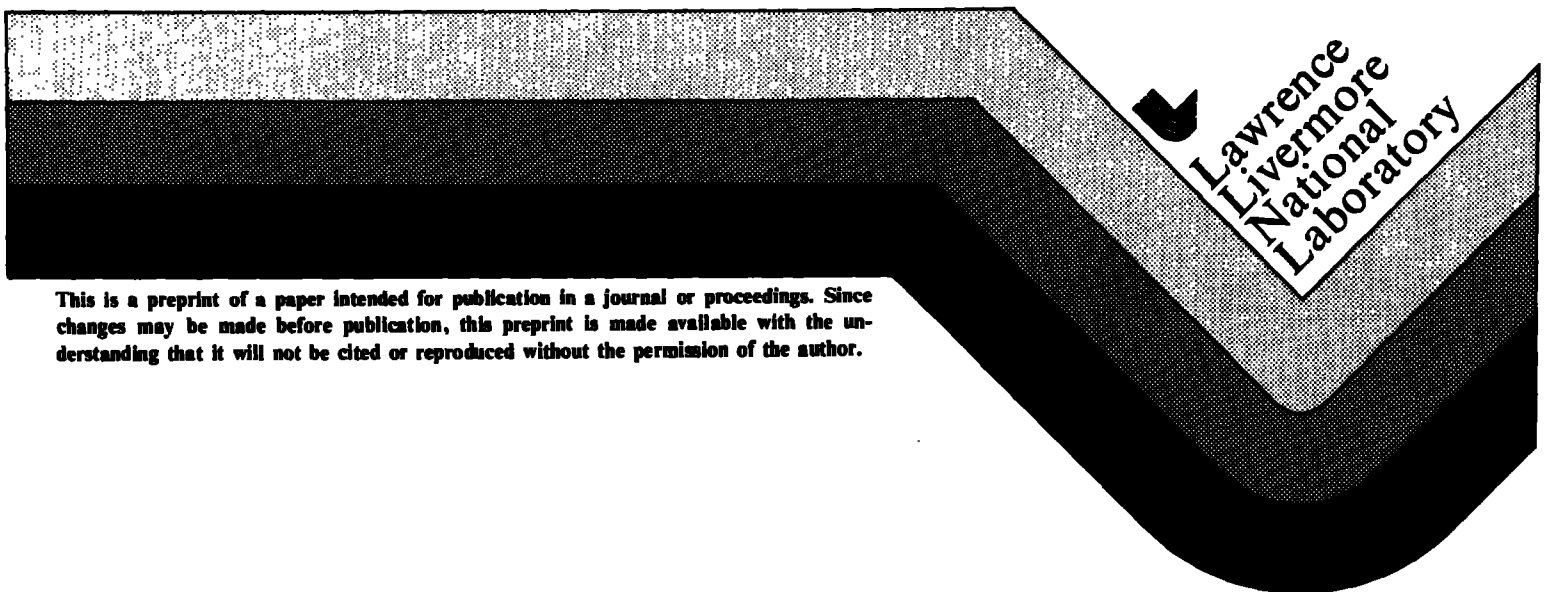 Lawrence
Livermore
National
Laboratory
This is a preprint of a paper intended for publication in a journal or proceedings. Since
changes may be made before publication, this preprint is made available with the un-
derstanding that it will not be cited or reproduced without the permission of the author.